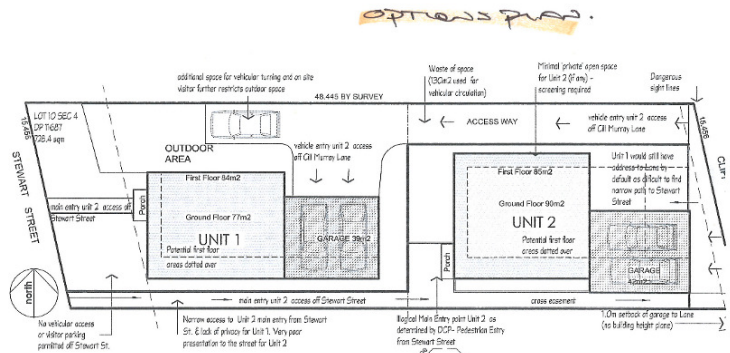 OPTIONS PLAN.
additional space for vehicular turning and on site
visitor further restricts outdoor space
Waste of space
(130m2 used for
vehicular circulation)
Minimal 'private' open space
for Unit 2 (if any) -
screening required
Dangerous
sight lines
48.445 BY SURVEY
LOT 10 SEC 4
DP 11687
728.4 sqm
15.455
STEWART STREET
OUTDOOR
AREA
vehicle entry unit 2 access
off Gill Murray Lane
ACCESS WAY
vehicle entry unit 2 access
off Gill Murray Lane
15.456
First Floor 84m2
Ground Floor 77m2
UNIT 1
Potential first floor
areas dotted over
Porch
main entry unit 2 access off
Stewart Street
GARAGE 39m2
First Floor 85m2
Ground Floor 90m2
UNIT 2
Potential first floor
areas dotted over
Porch
Unit 1 would still have
address to Lane by
default as difficult to find
narrow path to Stewart
Street
GARAGE
42m2
north
main entry unit 2 access off Stewart Street
cross easement
No vehicular access
or visitor parking
permitted off Stewart St.
Narrow access to Unit 2 main entry from Stewart
St. & lack of privacy for Unit 1. Very poor
presentation to the street for Unit 2
Illogical Main Entry point Unit 2 as
determined by DCP- Pedestrian Entry
from Stewart Street
1.0m setback of garage to Lane
(no building height plane)